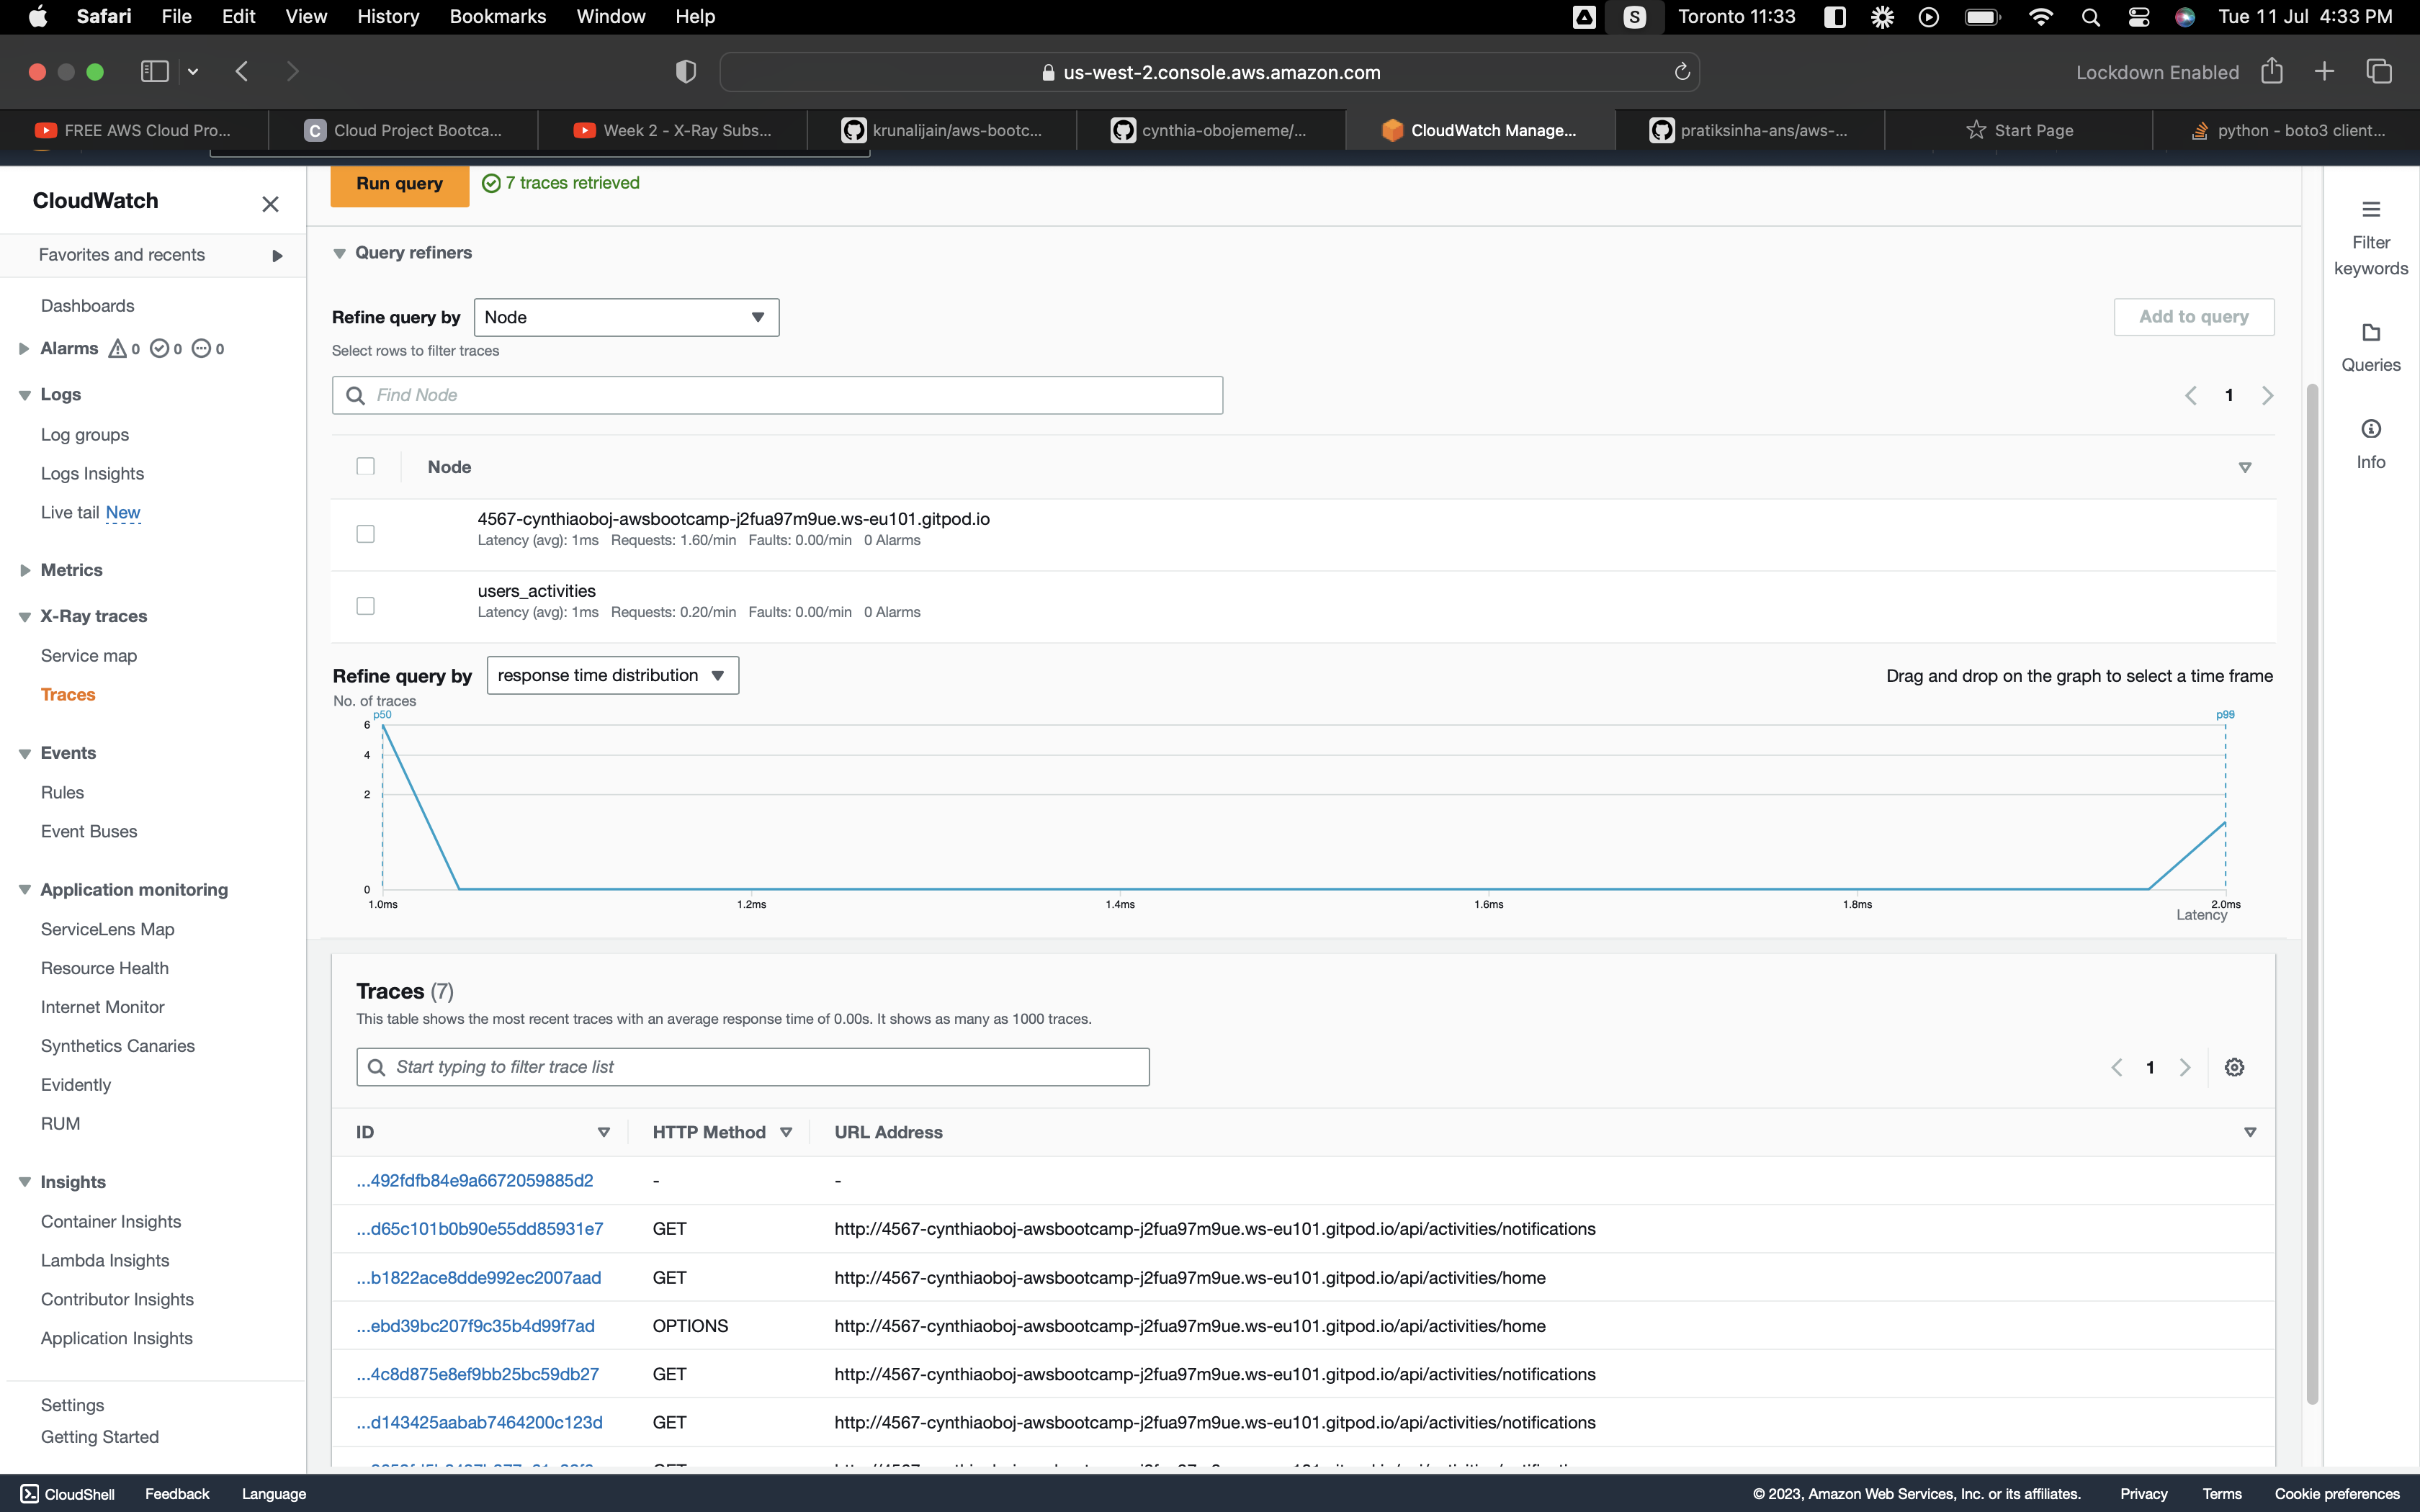 Safari File Edit View History Bookmarks Window Help S Toronto 11:33 Tue 11 Jul 4:33 PM
us-west-2.console.aws.amazon.com Lockdown Enabled
FREE AWS Cloud Pro... C Cloud Project Bootca... Week 2 - X-Ray Subs... krunalijain/aws-bootc... cynthia-obojememe/... CloudWatch Manage... pratiksinha-ans/aws-... Start Page python - boto3 client...
CloudWatch
Favorites and recents
Dashboards
Alarms 0 0 0
Logs
Log groups
Logs Insights
Live tail New
Metrics
X-Ray traces
Service map
Traces
Events
Rules
Event Buses
Application monitoring
ServiceLens Map
Resource Health
Internet Monitor
Synthetics Canaries
Evidently
RUM
Insights
Container Insights
Lambda Insights
Contributor Insights
Application Insights
Settings
Getting Started
Run query 7 traces retrieved
Query refiners
Refine query by Node Add to query
Select rows to filter traces
Find Node 1
Node
4567-cynthiaoboj-awsbootcamp-j2fua97m9ue.ws-eu101.gitpod.io
Latency (avg): 1ms Requests: 1.60/min Faults: 0.00/min 0 Alarms
users_activities
Latency (avg): 1ms Requests: 0.20/min Faults: 0.00/min 0 Alarms
Refine query by response time distribution Drag and drop on the graph to select a time frame
No. of traces
p50 p99
6
4
2
0
1.0ms 1.2ms 1.4ms 1.6ms 1.8ms 2.0ms
Latency
Traces (7)
This table shows the most recent traces with an average response time of 0.00s. It shows as many as 1000 traces.
Start typing to filter trace list 1
ID HTTP Method URL Address
...492fdfb84e9a6672059885d2 - -
...d65c101b0b90e55dd85931e7 GET http://4567-cynthiaoboj-awsbootcamp-j2fua97m9ue.ws-eu101.gitpod.io/api/activities/notifications
...b1822ace8dde992ec2007aad GET http://4567-cynthiaoboj-awsbootcamp-j2fua97m9ue.ws-eu101.gitpod.io/api/activities/home
...ebd39bc207f9c35b4d99f7ad OPTIONS http://4567-cynthiaoboj-awsbootcamp-j2fua97m9ue.ws-eu101.gitpod.io/api/activities/home
...4c8d875e8ef9bb25bc59db27 GET http://4567-cynthiaoboj-awsbootcamp-j2fua97m9ue.ws-eu101.gitpod.io/api/activities/notifications
...d143425aabab7464200c123d GET http://4567-cynthiaoboj-awsbootcamp-j2fua97m9ue.ws-eu101.gitpod.io/api/activities/notifications
Filter
keywords
Queries
Info
CloudShell Feedback Language © 2023, Amazon Web Services, Inc. or its affiliates. Privacy Terms Cookie preferences